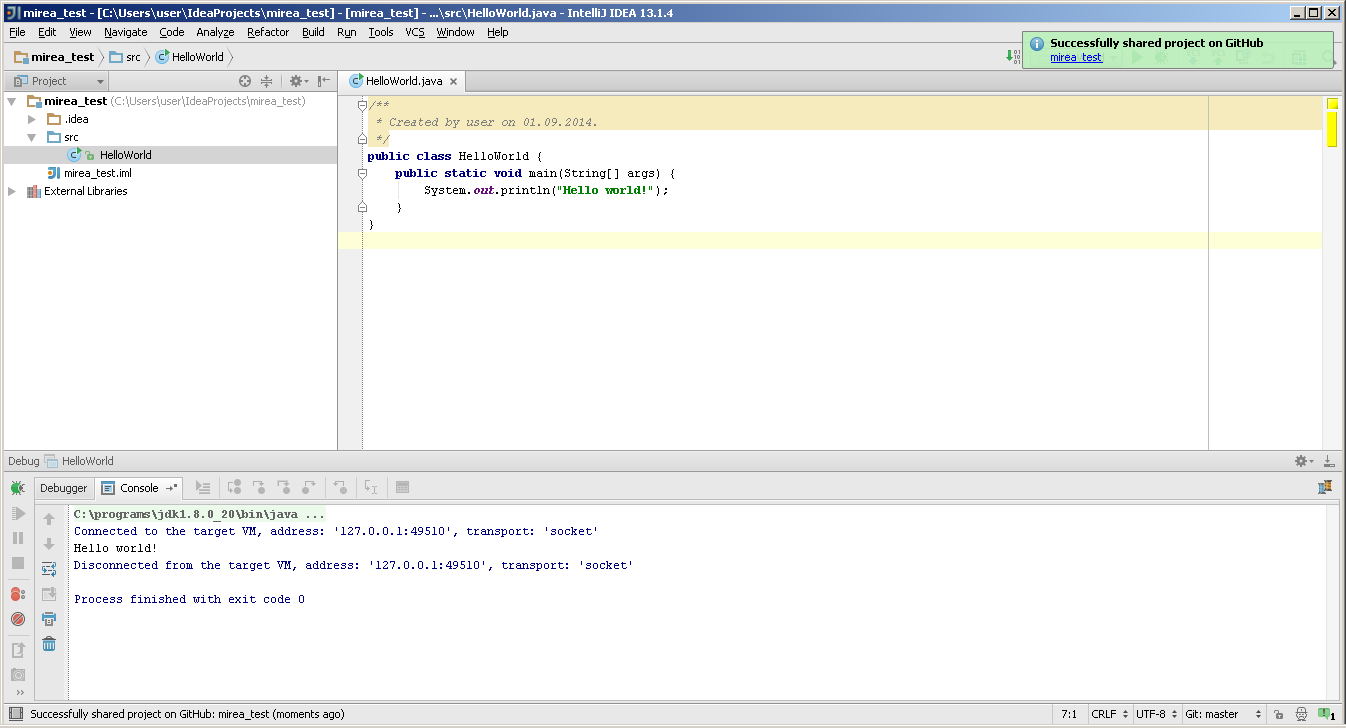 mirea_test - [C:\Users\user\IdeaProjects\mirea_test] - [mirea_test] - ...\src\HelloWorld.java - IntelliJ IDEA 13.1.4
File Edit View Navigate Code Analyze Refactor Build Run Tools VCS Window Help
mirea_test src HelloWorld
Successfully shared project on GitHub
mirea_test
Project
HelloWorld.java
mirea_test (C:\Users\user\IdeaProjects\mirea_test)
.idea
src
HelloWorld
mirea_test.iml
External Libraries
/**
 * Created by user on 01.09.2014.
 */
public class HelloWorld {
    public static void main(String[] args) {
        System.out.println("Hello world!");
    }
}
Debug HelloWorld
Debugger Console
C:\programs\jdk1.8.0_20\bin\java ...
Connected to the target VM, address: '127.0.0.1:49510', transport: 'socket'
Hello world!
Disconnected from the target VM, address: '127.0.0.1:49510', transport: 'socket'
Process finished with exit code 0
Successfully shared project on GitHub: mirea_test (moments ago) 7:1 CRLF UTF-8 Git: master 1